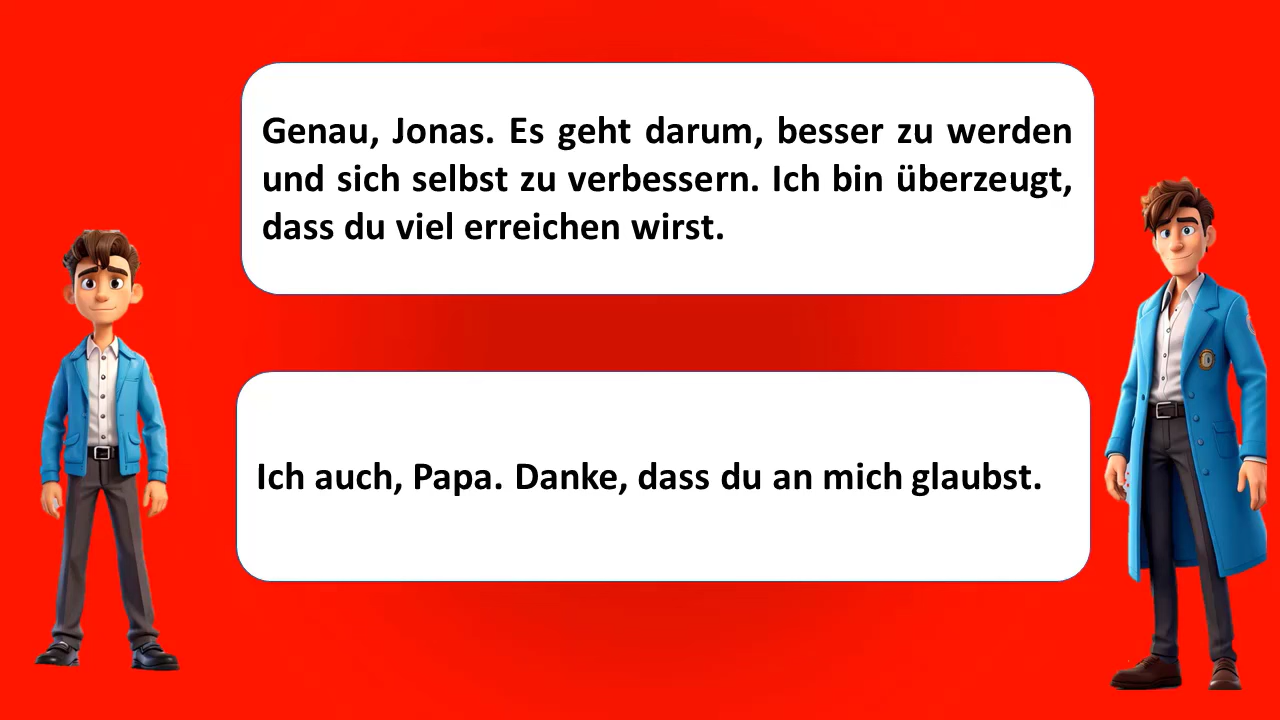 Genau, Jonas. Es geht darum, besser zu werden
und sich selbst zu verbessern. Ich bin überzeugt,
dass du viel erreichen wirst.
Ich auch, Papa. Danke, dass du an mich glaubst.